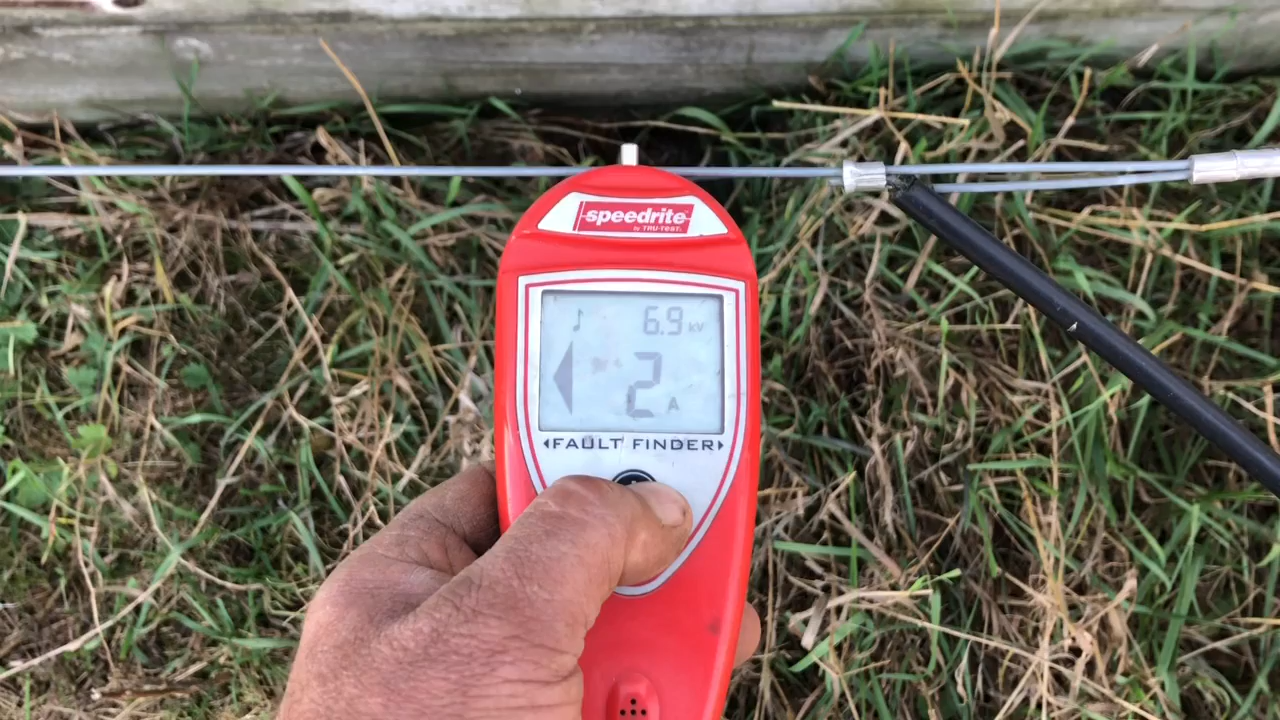 speedrite
by TRU-TEST.
6.9 kV
2 A
FAULT FINDER